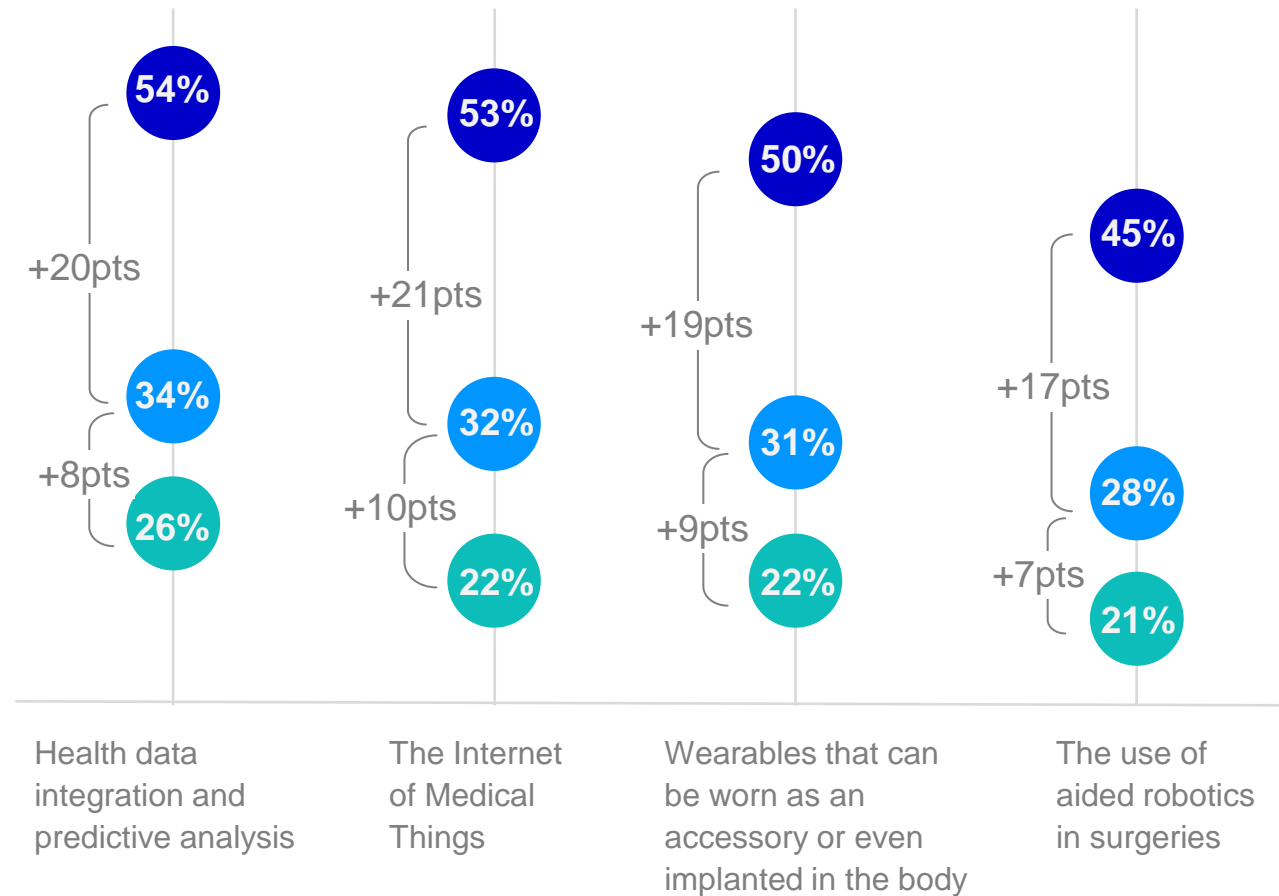 54%
+20pts
34%
+8pts
26%
Health data
integration and
predictive analysis
53%
+21pts
32%
+10pts
22%
The Internet
of Medical
Things
50%
+19pts
31%
+9pts
22%
Wearables that can
be worn as an
accessory or even
implanted in the body
45%
+17pts
28%
+7pts
21%
The use of
aided robotics
in surgeries